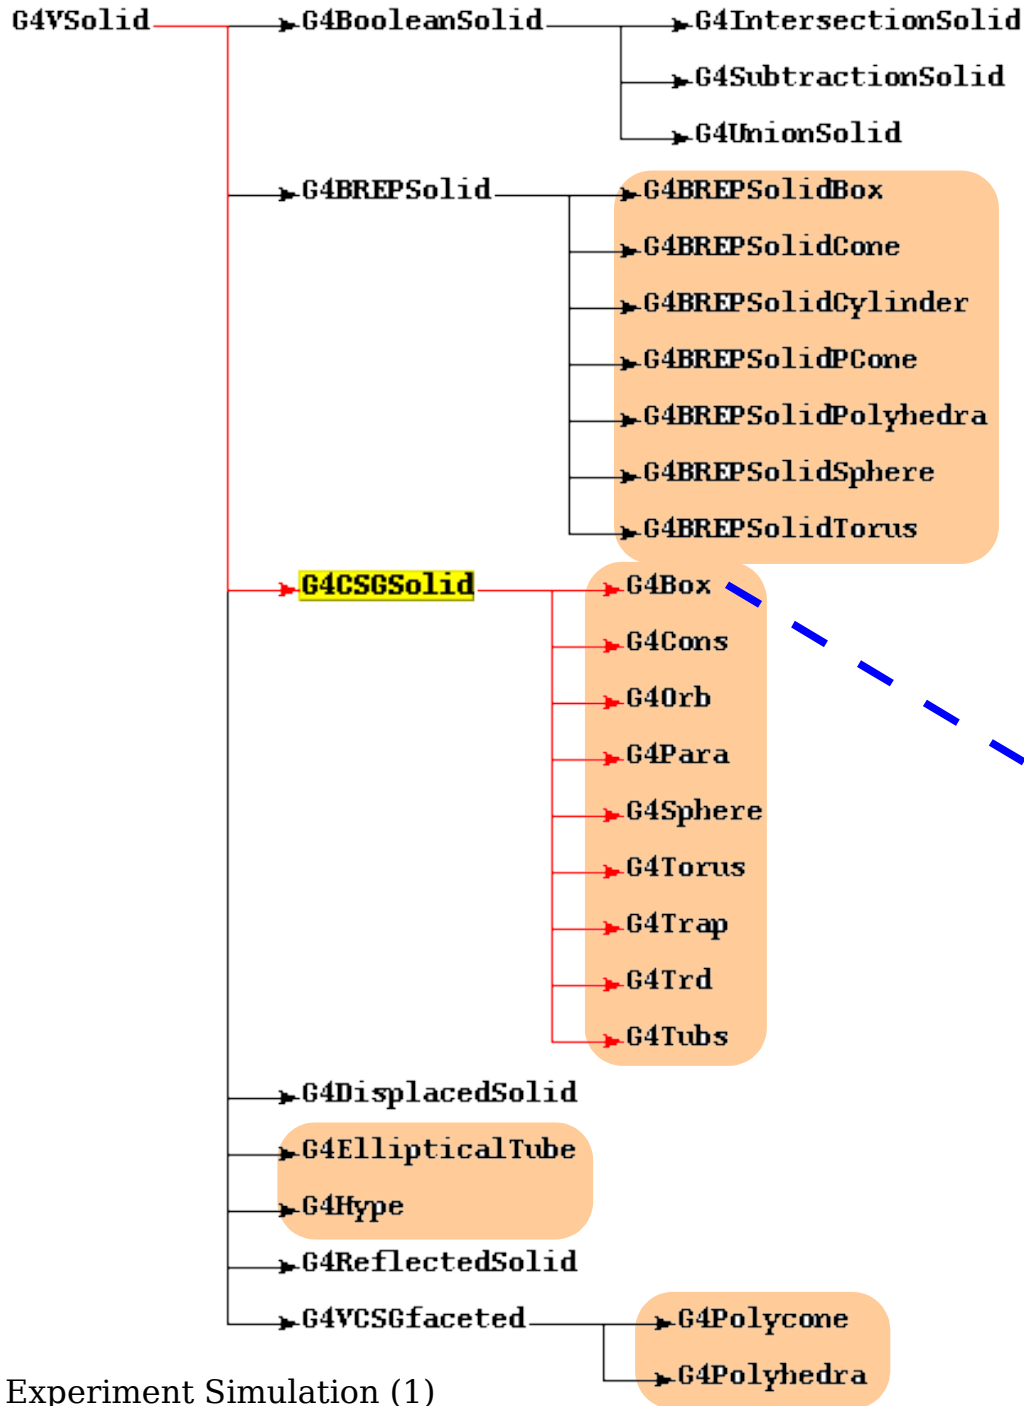 G4VSolid G4BooleanSolid G4IntersectionSolid
G4SubtractionSolid
G4UnionSolid
G4BREPSolid G4BREPSolidBox
G4BREPSolidCone
G4BREPSolidCylinder
G4BREPSolidPCone
G4BREPSolidPolyhedra
G4BREPSolidSphere
G4BREPSolidTorus
G4CSGSolid G4Box
G4Cons
G4Orb
G4Para
G4Sphere
G4Torus
G4Trap
G4Trd
G4Tubs
G4DisplacedSolid
G4EllipticalTube
G4Hype
G4ReflectedSolid
G4VCSGfaceted G4Polycone
G4Polyhedra
Experiment Simulation (1)